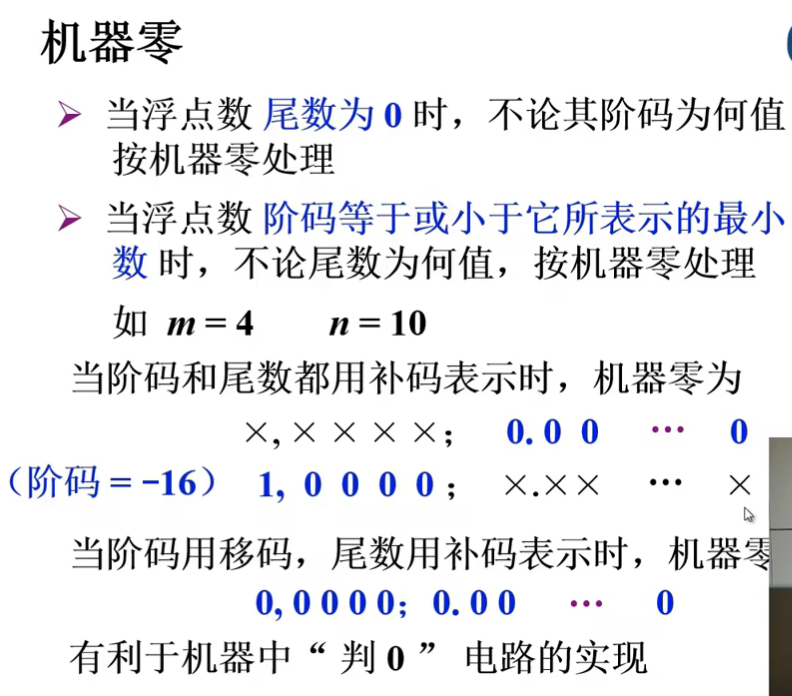 机器零
➢ 当浮点数 尾数为 0 时，不论其阶码为何值
按机器零处理
➢ 当浮点数 阶码等于或小于它所表示的最小
数 时，不论尾数为何值，按机器零处理
如 m = 4 n = 10
当阶码和尾数都用补码表示时，机器零为
×, × × × ×； 0. 0 0 … 0
（阶码 = −16） 1, 0 0 0 0； ×.×× … ×
当阶码用移码，尾数用补码表示时，机器零
0, 0 0 0 0；0. 0 0 … 0
有利于机器中“ 判 0 ” 电路的实现